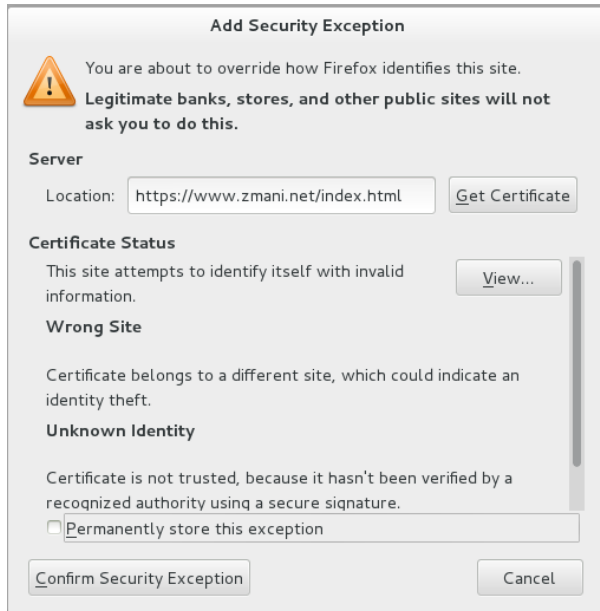 Add Security Exception
You are about to override how Firefox identifies this site.
Legitimate banks, stores, and other public sites will not
ask you to do this.
Server
Location: https://www.zmani.net/index.html Get Certificate
Certificate Status
This site attempts to identify itself with invalid
information.
View...
Wrong Site
Certificate belongs to a different site, which could indicate an
identity theft.
Unknown Identity
Certificate is not trusted, because it hasn't been verified by a
recognized authority using a secure signature.
Permanently store this exception
Confirm Security Exception Cancel